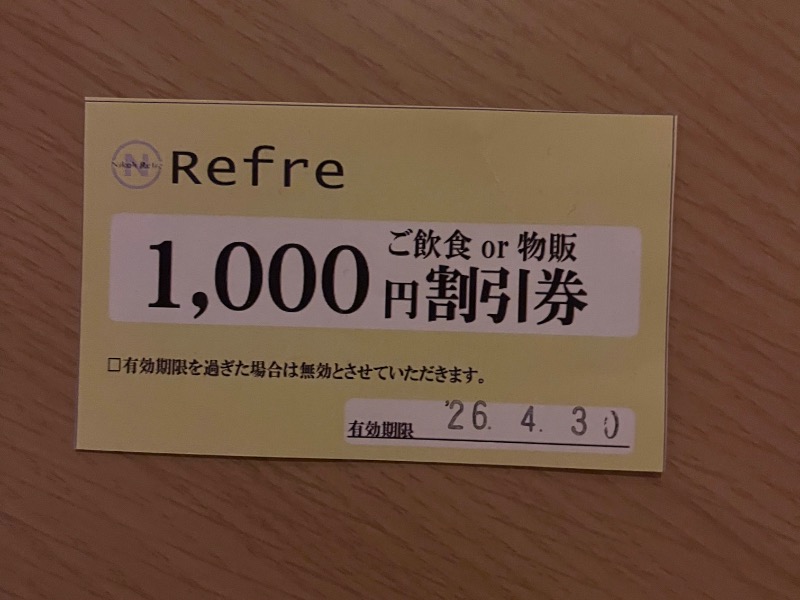 Refre
ご飲食 or 物販
1,000円割引券
□有効期限を過ぎた場合は無効とさせていただきます。
有効期限 '26. 4. 30